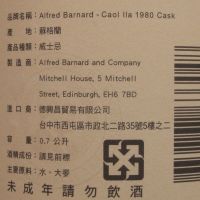 品名：Alfred Barnard - Caol Ila 1980 Cask
產地：蘇格蘭
產品種類：威士忌
製造商：Alfred Barnard and Company
Mitchell House, 5 Mitchell
Street, Edinburgh, EH6 7BD
進口商：德興昌貿易有限公司
台中市西屯區市政北二路35號5樓之二
容量：0.7 公升
酒精成份：請見前標
主要原料：水、大麥
未成年請勿飲酒